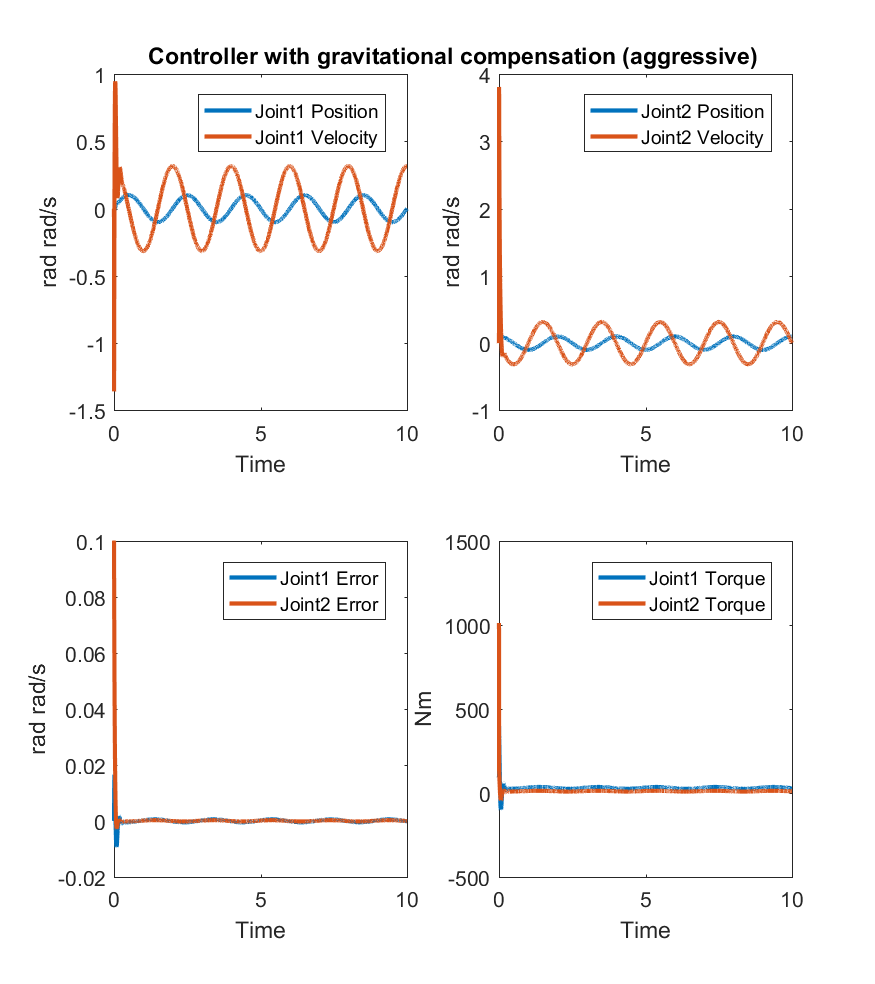 Controller with gravitational compensation (aggressive)
1
0.5
0
-0.5
-1
-1.5
rad rad/s
Joint1 Position
Joint1 Velocity
0
5
10
Time
4
3
2
1
0
-1
rad rad/s
Joint2 Position
Joint2 Velocity
0
5
10
Time
0.1
0.08
0.06
0.04
0.02
0
-0.02
rad rad/s
Joint1 Error
Joint2 Error
0
5
10
Time
1500
1000
500
0
-500
Nm
Joint1 Torque
Joint2 Torque
0
5
10
Time